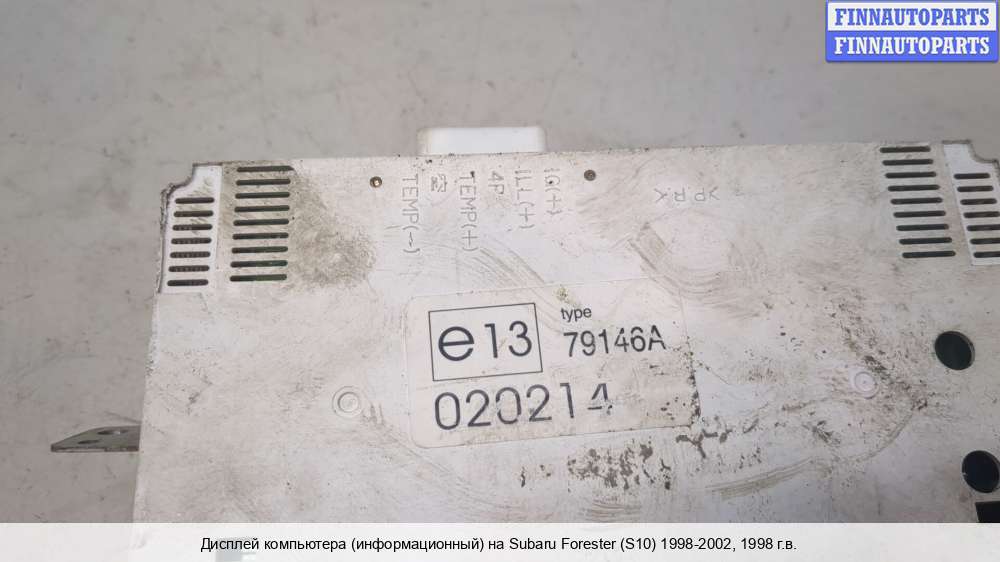 FINNAUTOPARTS
FINNAUTOPARTS
TEMP(-)
TEMP(+)
4P
ILL(+)
IG(+)
e13
type
79146A
020214
Дисплей компьютера (информационный) на Subaru Forester (S10) 1998-2002, 1998 г.в.